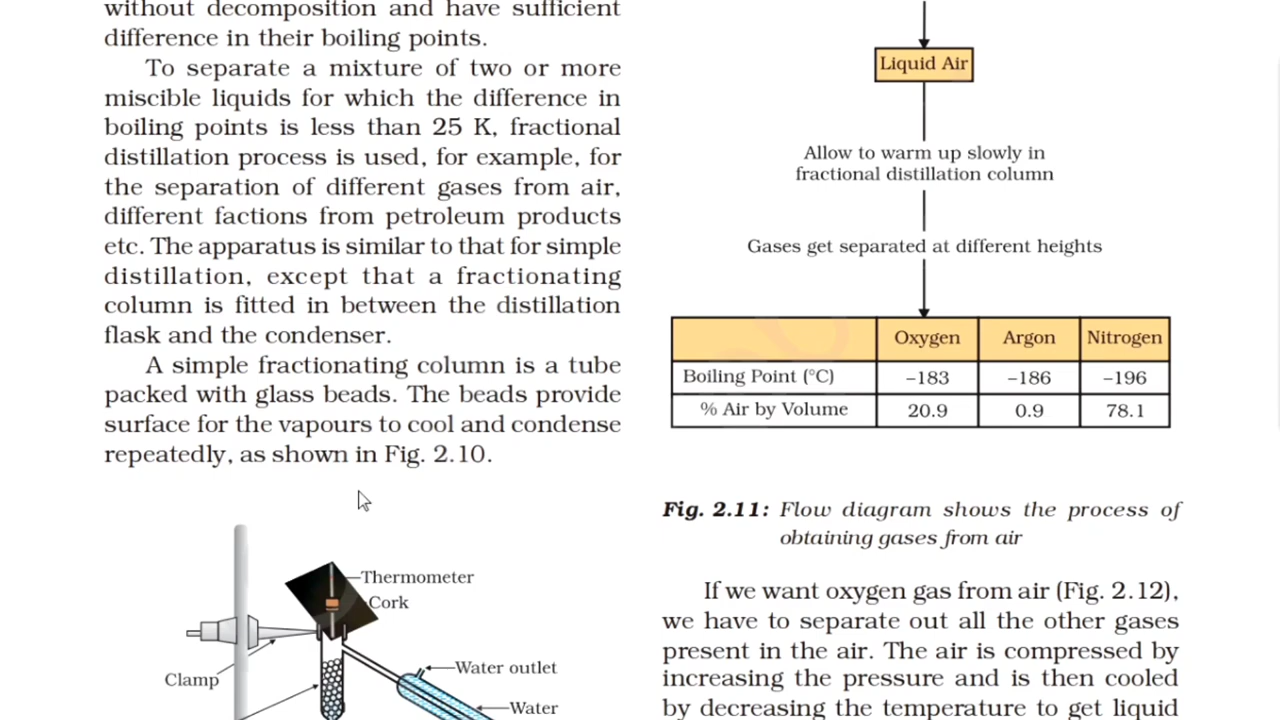 without decomposition and have sufficient
difference in their boiling points.
To separate a mixture of two or more
miscible liquids for which the difference in
boiling points is less than 25 K, fractional
distillation process is used, for example, for
the separation of different gases from air,
different factions from petroleum products
etc. The apparatus is similar to that for simple
distillation, except that a fractionating
column is fitted in between the distillation
flask and the condenser.
A simple fractionating column is a tube
packed with glass beads. The beads provide
surface for the vapours to cool and condense
repeatedly, as shown in Fig. 2.10.
Thermometer
Cork
Clamp
Water outlet
Water
Liquid Air
Allow to warm up slowly in
fractional distillation column
Gases get separated at different heights
Oxygen Argon Nitrogen
Boiling Point (°C) –183 –186 –196
% Air by Volume 20.9 0.9 78.1
Fig. 2.11: Flow diagram shows the process of
obtaining gases from air
If we want oxygen gas from air (Fig. 2.12),
we have to separate out all the other gases
present in the air. The air is compressed by
increasing the pressure and is then cooled
by decreasing the temperature to get liquid